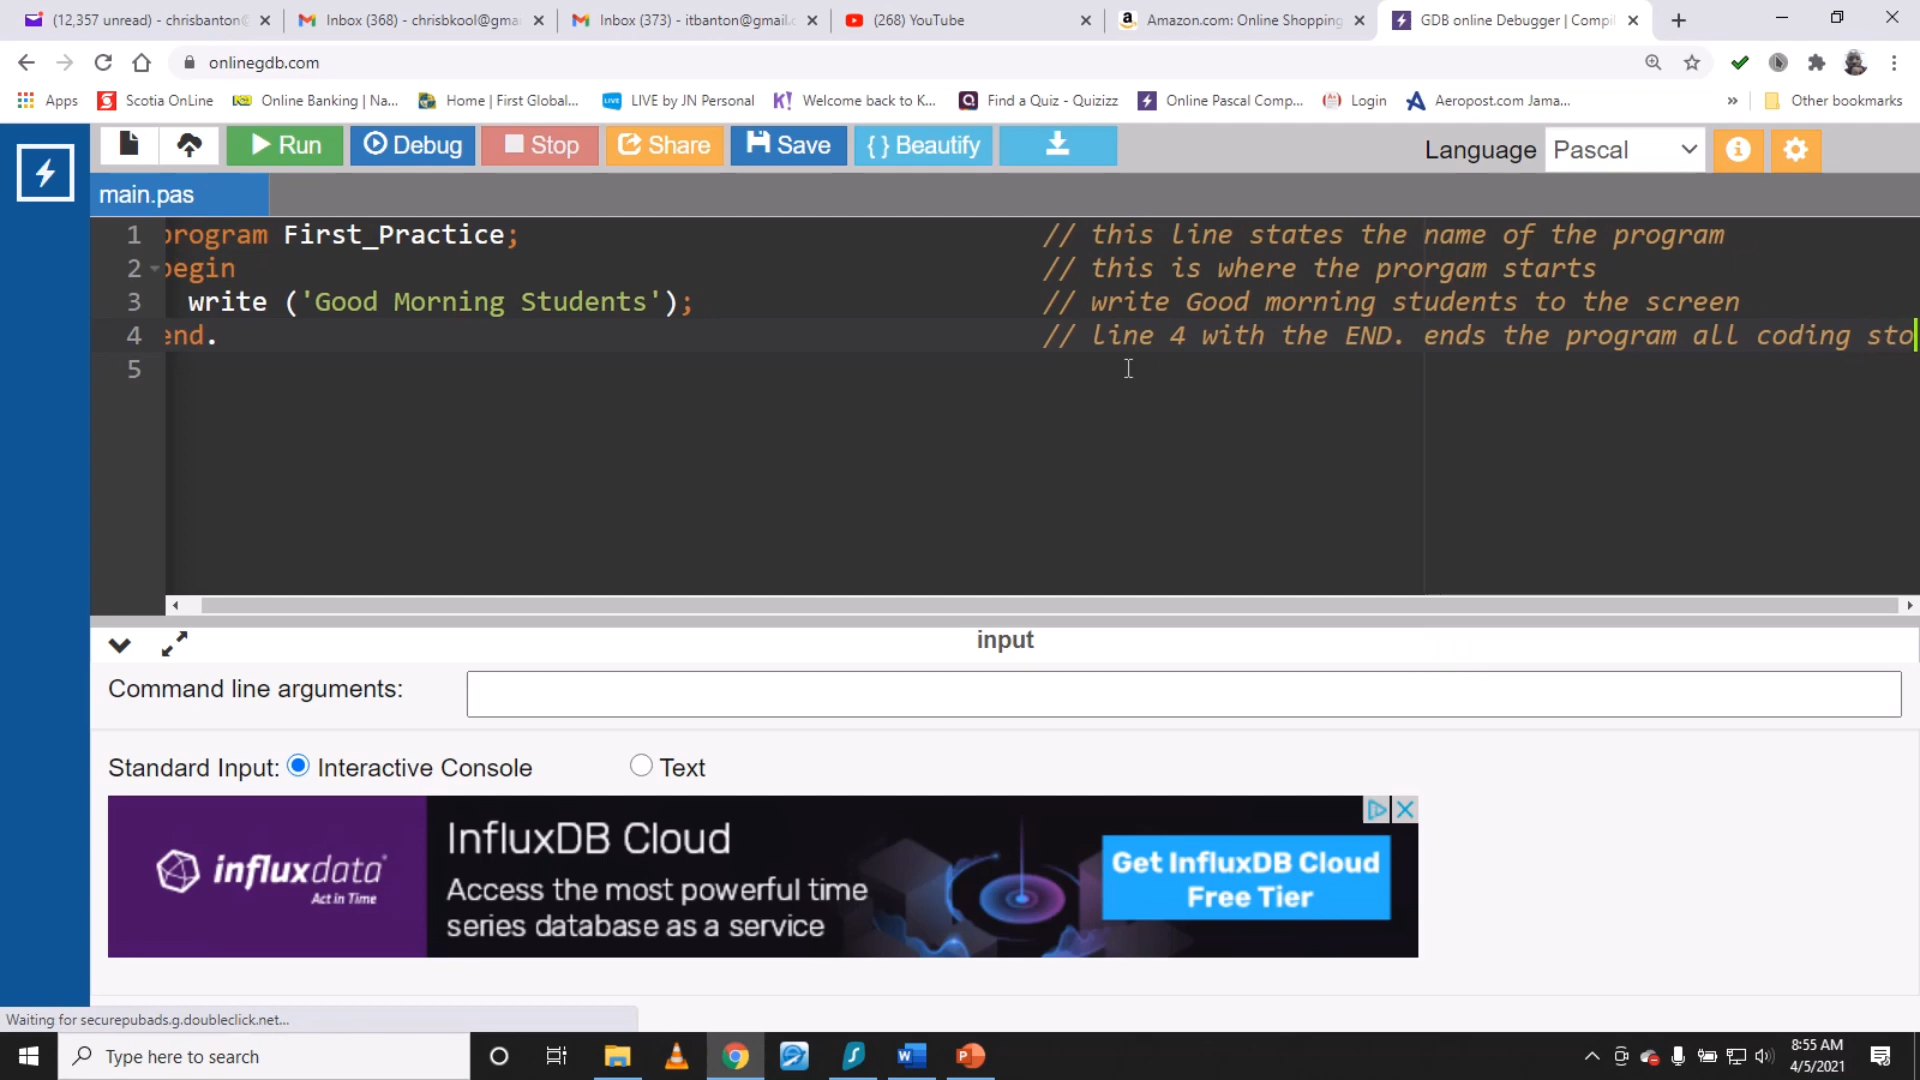 (12,357 unread) - chrisbanton@
Inbox (368) - chrisbkool@gma
Inbox (373) - itbanton@gmail.c
(268) YouTube
Amazon.com: Online Shopping
GDB online Debugger | Compil
onlinegdb.com
Apps
Scotia OnLine
Online Banking | Na...
Home | First Global...
LIVE by JN Personal
Welcome back to K...
Find a Quiz - Quizizz
Online Pascal Comp...
Login
Aeropost.com Jama...
Other bookmarks
Run
Debug
Stop
Share
Save
{ } Beautify
Language Pascal
main.pas
1 program First_Practice; // this line states the name of the program
2 begin // this is where the prorgam starts
3 write ('Good Morning Students'); // write Good morning students to the screen
4 end. // line 4 with the END. ends the program all coding sto
5
input
Command line arguments:
Standard Input: Interactive Console Text
influxdata
Act in Time
InfluxDB Cloud
Access the most powerful time
series database as a service
Get InfluxDB Cloud
Free Tier
Waiting for securepubads.g.doubleclick.net...
Type here to search
8:55 AM
4/5/2021